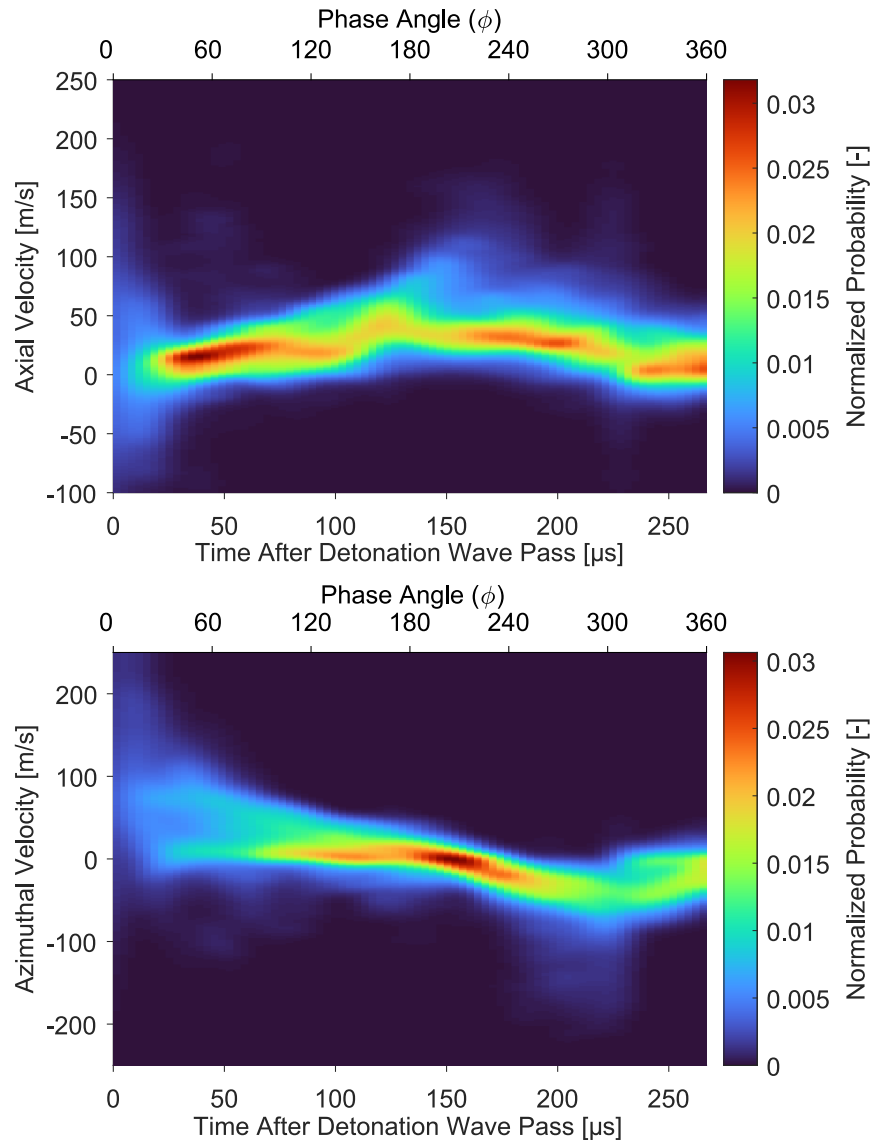 Phase Angle (ϕ)
0 60 120 180 240 300 360
250
200
150
100
50
0
-50
-100
Axial Velocity [m/s]
0 50 100 150 200 250
Time After Detonation Wave Pass [µs]
0.03
0.025
0.02
0.015
0.01
0.005
0
Normalized Probability [-]
Phase Angle (ϕ)
0 60 120 180 240 300 360
200
100
0
-100
-200
Azimuthal Velocity [m/s]
0 50 100 150 200 250
Time After Detonation Wave Pass [µs]
0.03
0.025
0.02
0.015
0.01
0.005
0
Normalized Probability [-]